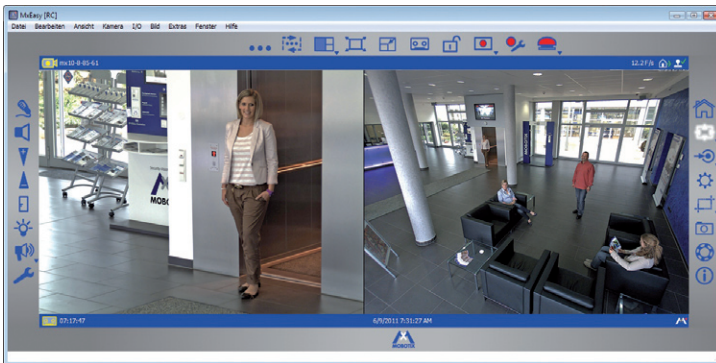 MxEasy [RC]
Datei Bearbeiten Ansicht Kamera I/O Bild Extras Fenster Hilfe
mx10-8-85-61
12.2 F/s
MOBOTIX
MOBOTIX
07:17:47
6/9/2011 7:31:27 AM
MOBOTIX